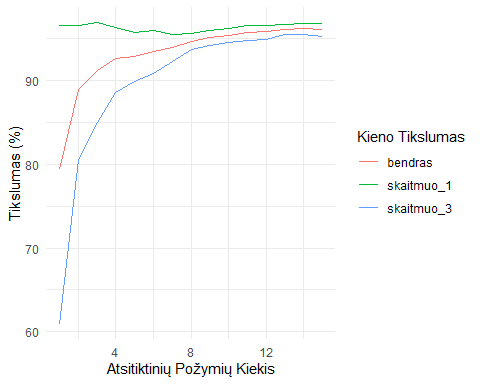 Tikslumas (%)
90
80
70
60
4
8
12
Atsitiktinių Požymių Kiekis
Kieno Tikslumas
bendras
skaitmuo_1
skaitmuo_3